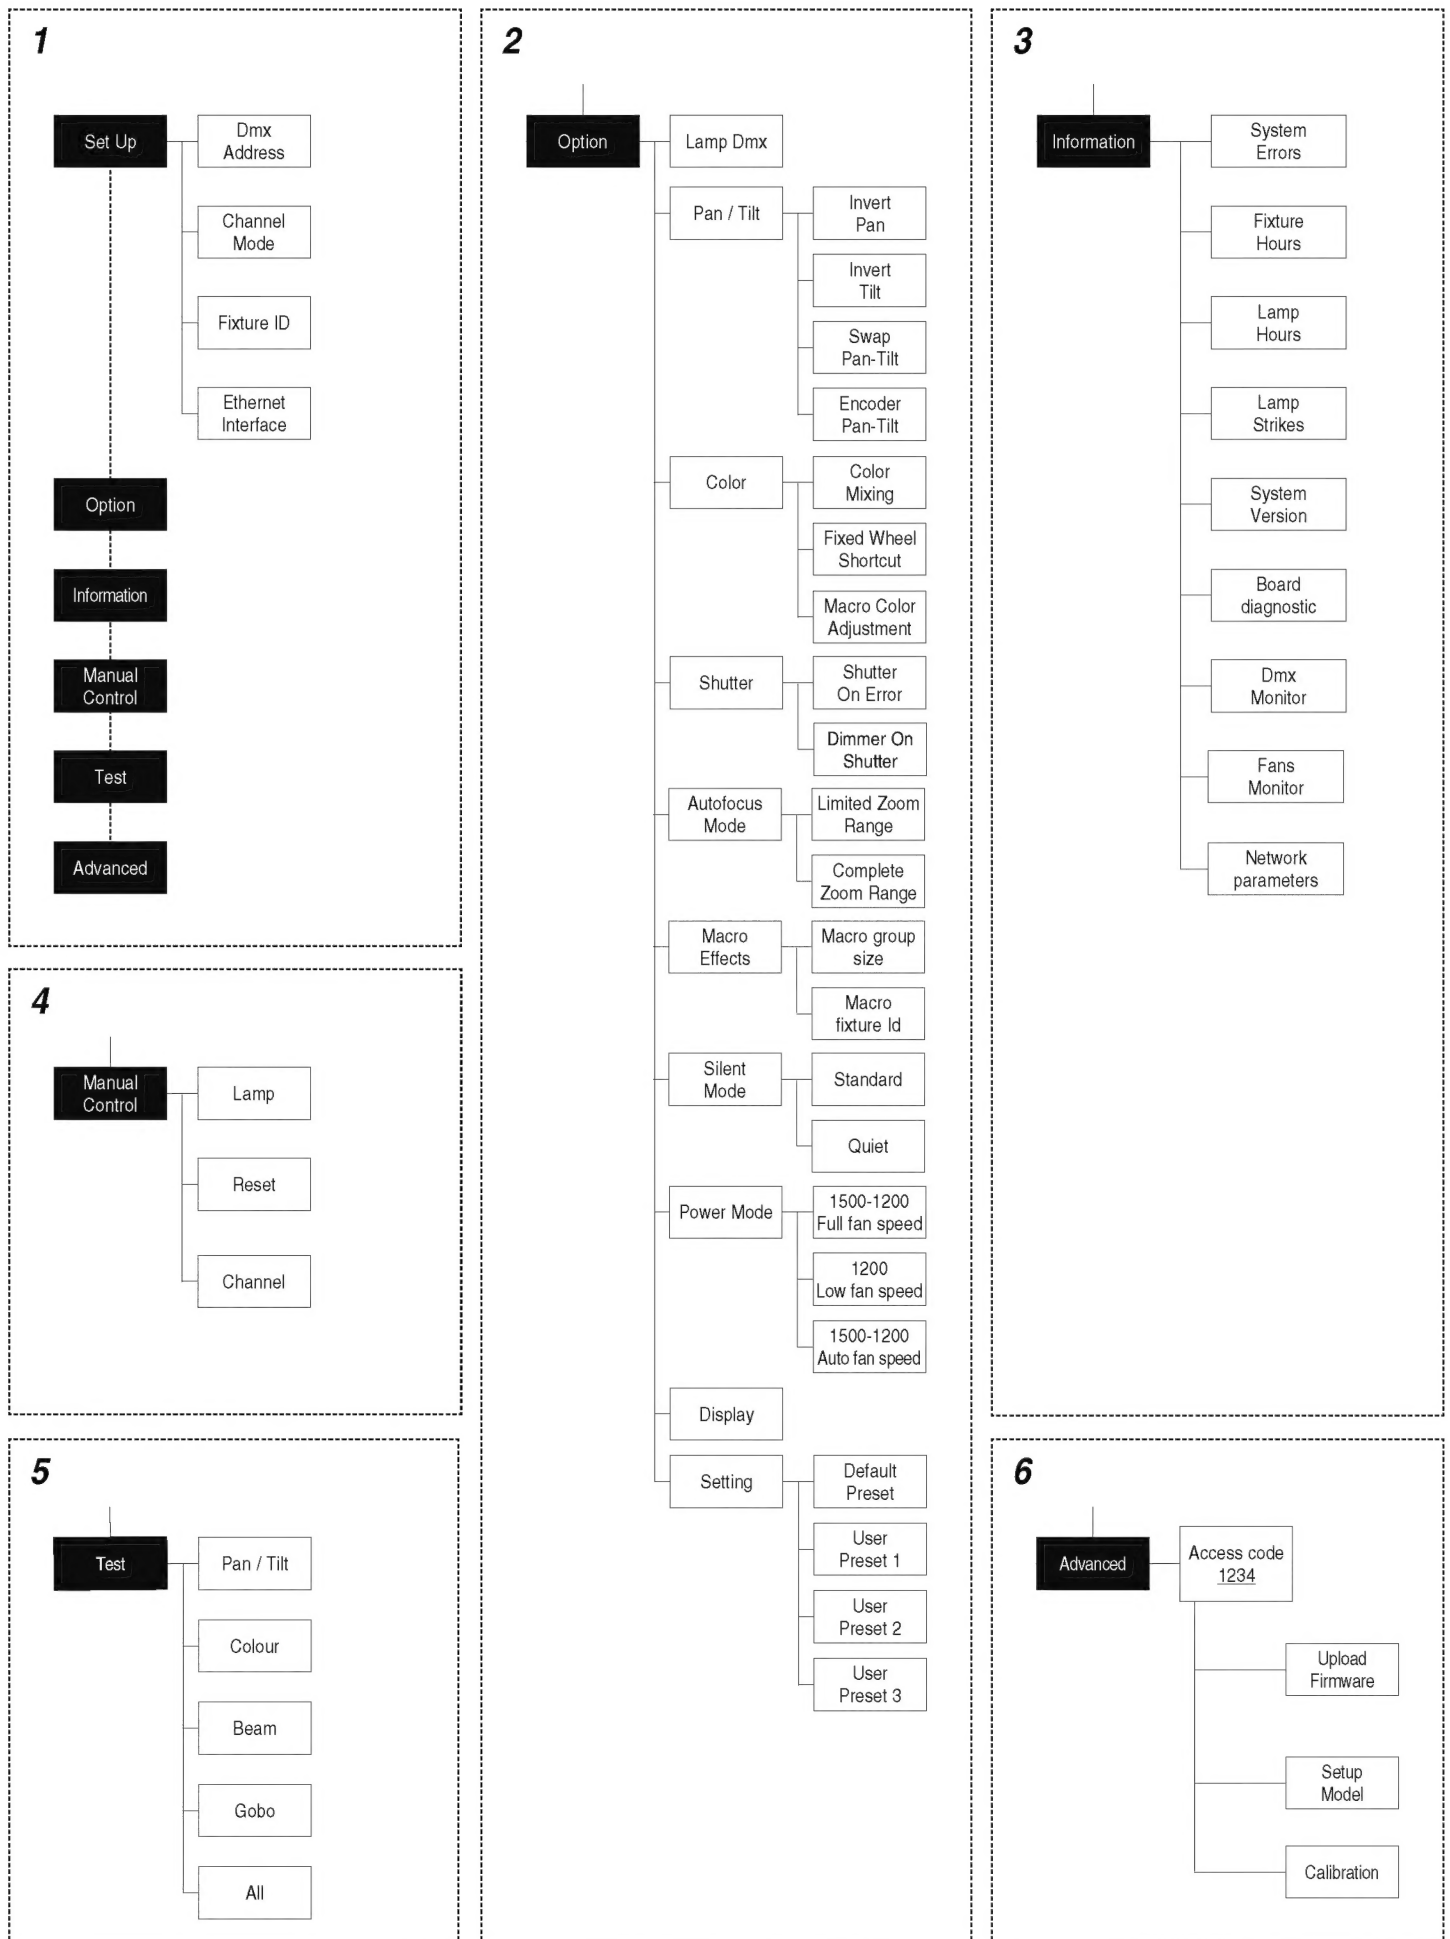 1
Set Up
Dmx
Address
Channel
Mode
Fixture ID
Ethernet
Interface
Option
Information
Manual
Control
Test
Advanced
2
Option
Lamp Dmx
Pan / Tilt
Invert
Pan
Invert
Tilt
Swap
Pan-Tilt
Encoder
Pan-Tilt
Color
Color
Mixing
Fixed Wheel
Shortcut
Macro Color
Adjustment
Shutter
Shutter
On Error
Dimmer On
Shutter
Autofocus
Mode
Limited Zoom
Range
Complete
Zoom Range
Macro
Effects
Macro group
size
Macro
fixture Id
Silent
Mode
Standard
Quiet
Power Mode
1500-1200
Full fan speed
1200
Low fan speed
1500-1200
Auto fan speed
Display
Setting
Default
Preset
User
Preset 1
User
Preset 2
User
Preset 3
3
Information
System
Errors
Fixture
Hours
Lamp
Hours
Lamp
Strikes
System
Version
Board
diagnostic
Dmx
Monitor
Fans
Monitor
Network
parameters
4
Manual
Control
Lamp
Reset
Channel
5
Test
Pan / Tilt
Colour
Beam
Gobo
All
6
Advanced
Access code
1234
Upload
Firmware
Setup
Model
Calibration